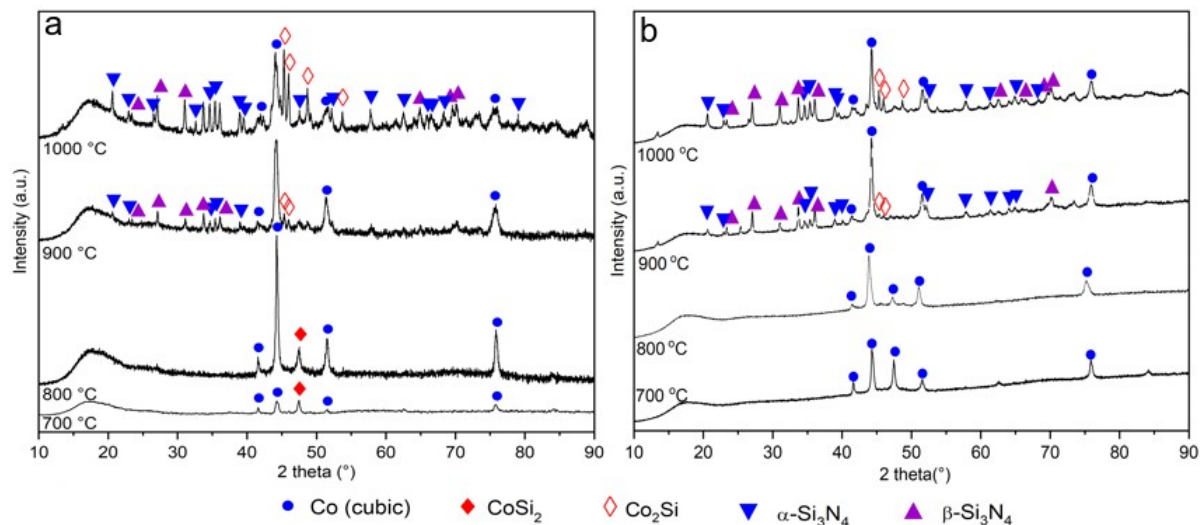 a
1000 °C
900 °C
800 °C
700 °C
Intensity (a.u.)
10 20 30 40 50 60 70 80 90
2 theta (°)
b
1000 °C
900 °C
800 °C
700 °C
Intensity (a.u.)
10 20 30 40 50 60 70 80 90
2 theta(°)
Co (cubic) CoSi₂ Co₂Si α-Si₃N₄ β-Si₃N₄